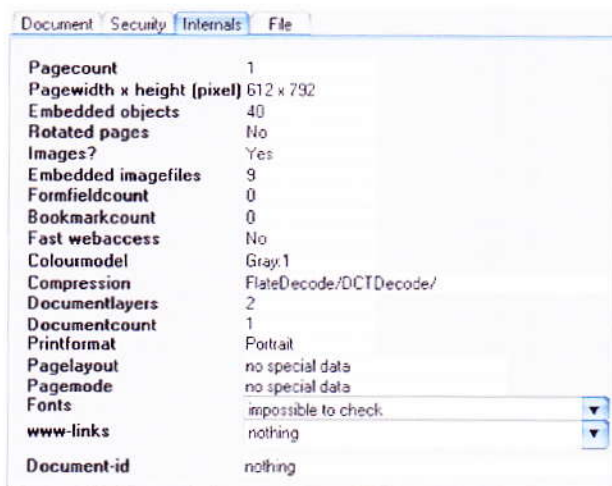 Document Security Internals File
Pagecount 1
Pagewidth x height (pixel) 612 x 792
Embedded objects 40
Rotated pages No
Images? Yes
Embedded imagefiles 9
Formfieldcount 0
Bookmarkcount 0
Fast webaccess No
Colourmodel Gray:1
Compression FlateDecode/DCTDecode/
Documentlayers 2
Documentcount 1
Printformat Portrait
Pagelayout no special data
Pagemode no special data
Fonts impossible to check
www-links nothing
Document-id nothing